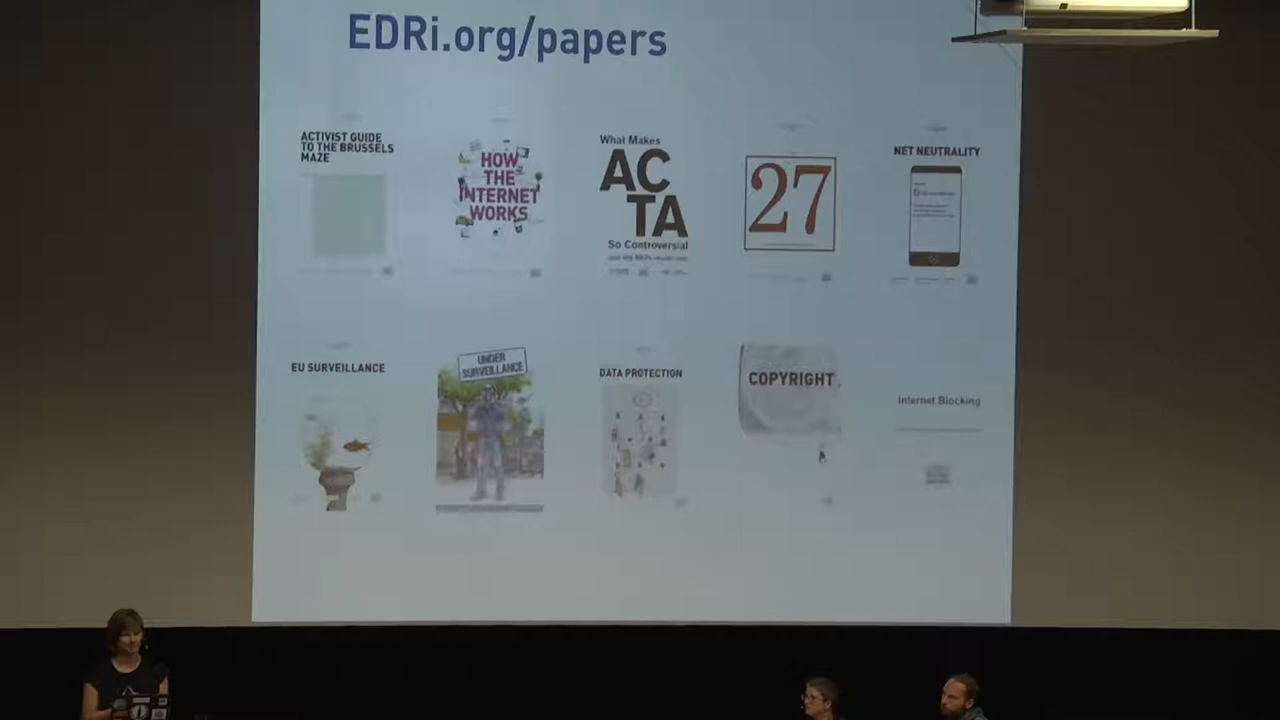 EDRi.org/papers
ACTIVIST GUIDE
TO THE BRUSSELS
MAZE
HOW
THE
INTERNET
WORKS
What Makes
AC
TA
So Controversial
27
NET NEUTRALITY
EU SURVEILLANCE
UNDER
SURVEILLANCE
DATA PROTECTION
COPYRIGHT
Internet Blocking